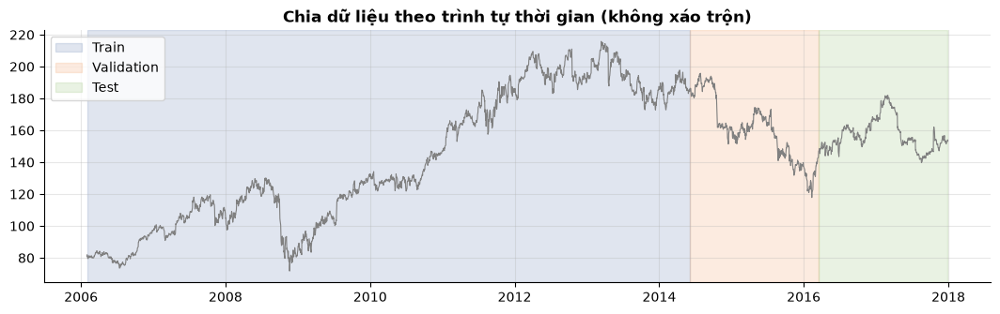 Chia dữ liệu theo trình tự thời gian (không xáo trộn)
Train
Validation
Test
220
200
180
160
140
120
100
80
2006 2008 2010 2012 2014 2016 2018